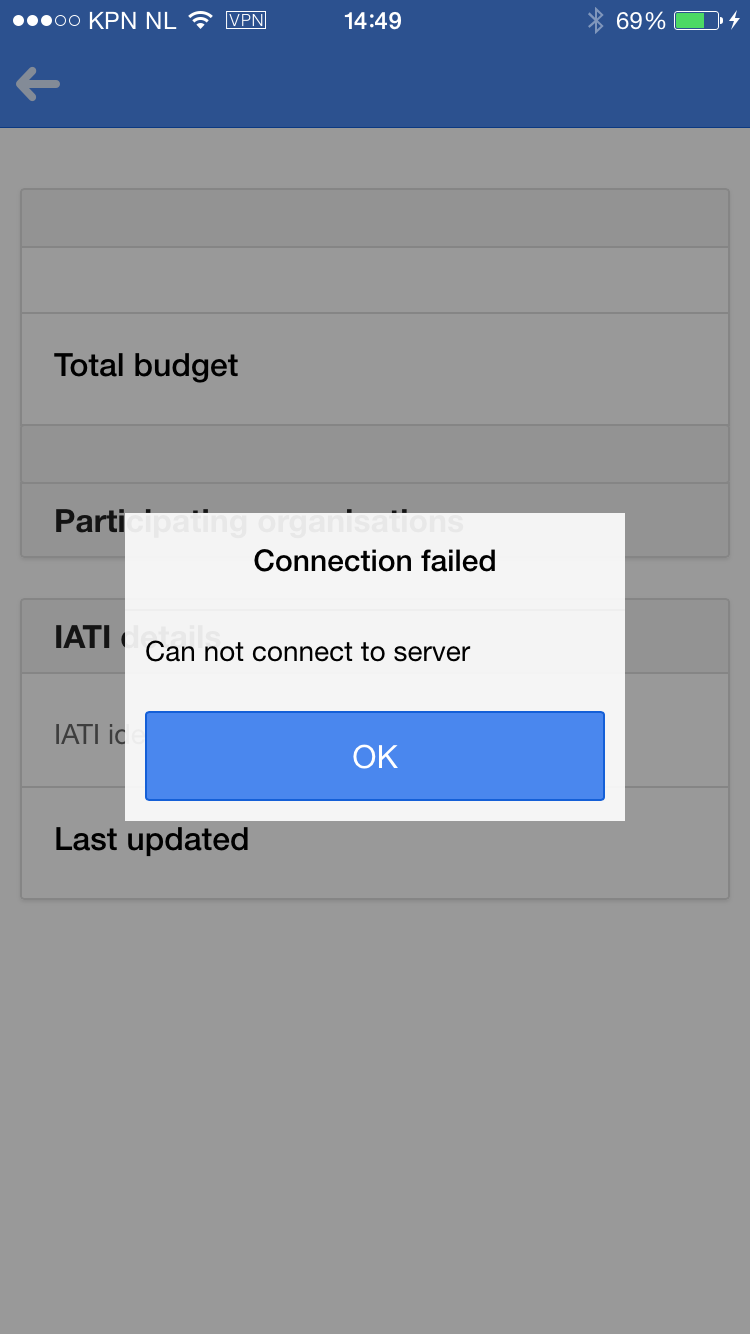 KPN NL VPN 14:49 69%
Total budget
Participating organisations
Connection failed
IATI details
Can not connect to server
IATI ide
OK
Last updated